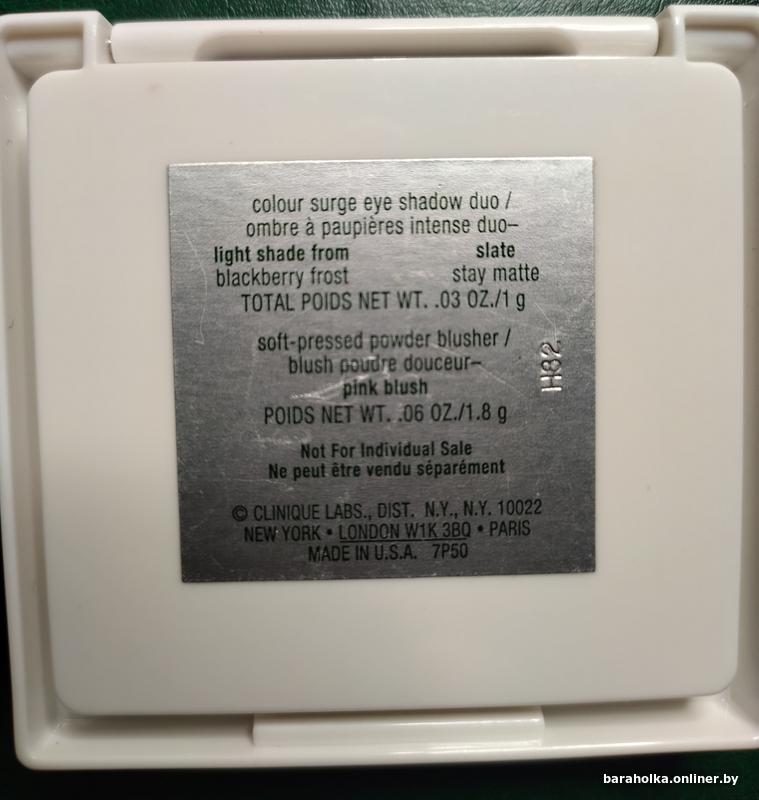 colour surge eye shadow duo /
ombre à paupières intense duo–
light shade from slate
blackberry frost stay matte
TOTAL POIDS NET WT. .03 OZ./1 g
soft-pressed powder blusher /
blush poudre douceur–
pink blush
POIDS NET WT. .06 OZ./1.8 g
H82
Not For Individual Sale
Ne peut être vendu séparément
© CLINIQUE LABS., DIST. N.Y., N.Y. 10022
NEW YORK • LONDON W1K 3BQ • PARIS
MADE IN U.S.A. 7P50
baraholka.onliner.by